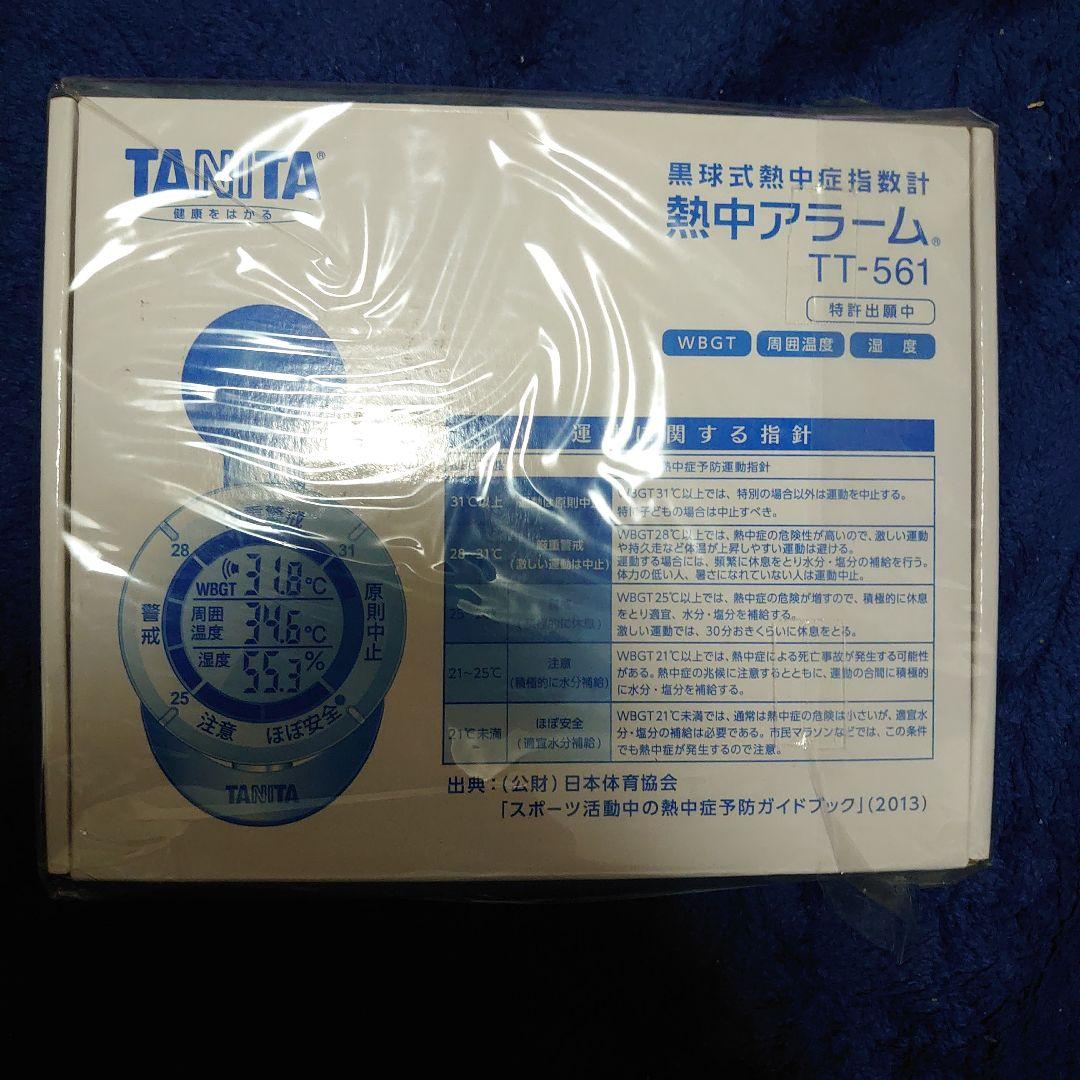 TANITA®
健康をはかる
黒球式熱中症指数計
熱中アラーム®
TT-561
特許出願中
WBGT 周囲温度 湿度
運 に関する指針
熱中症予防運動指針
31℃以上 は原則中止
WBGT31℃以上では、特別の場合以外は運動を中止する。
特に子どもの場合は中止すべき。
28~31℃ 厳重警戒
(激しい運動は中止)
WBGT28℃以上では、熱中症の危険性が高いので、激しい運動
や持久走など体温が上昇しやすい運動は避ける。
運動する場合には、頻繁に休息をとり水分・塩分の補給を行う。
体力の低い人、暑さになれていない人は運動中止。
(積極的に休息)
WBGT25℃以上では、熱中症の危険が増すので、積極的に休息
をとり適宜、水分・塩分を補給する。
激しい運動では、30分おきくらいに休息をとる。
21~25℃ 注意
(積極的に水分補給)
WBGT21℃以上では、熱中症による死亡事故が発生する可能性
がある。熱中症の兆候に注意するとともに、運動の合間に積極的
に水分・塩分を補給する。
21℃未満 ほぼ安全
(適宜水分補給)
WBGT21℃未満では、通常は熱中症の危険は小さいが、適宜水
分・塩分の補給は必要である。市民マラソンなどでは、この条件
でも熱中症が発生するので注意。
出典:(公財)日本体育協会
「スポーツ活動中の熱中症予防ガイドブック」(2013)
重警戒
28 31
WBGT 31.8℃
周囲温度 34.6℃
湿度 55.3%
警戒
原則中止
25
注意 ほぼ安全
TANITA